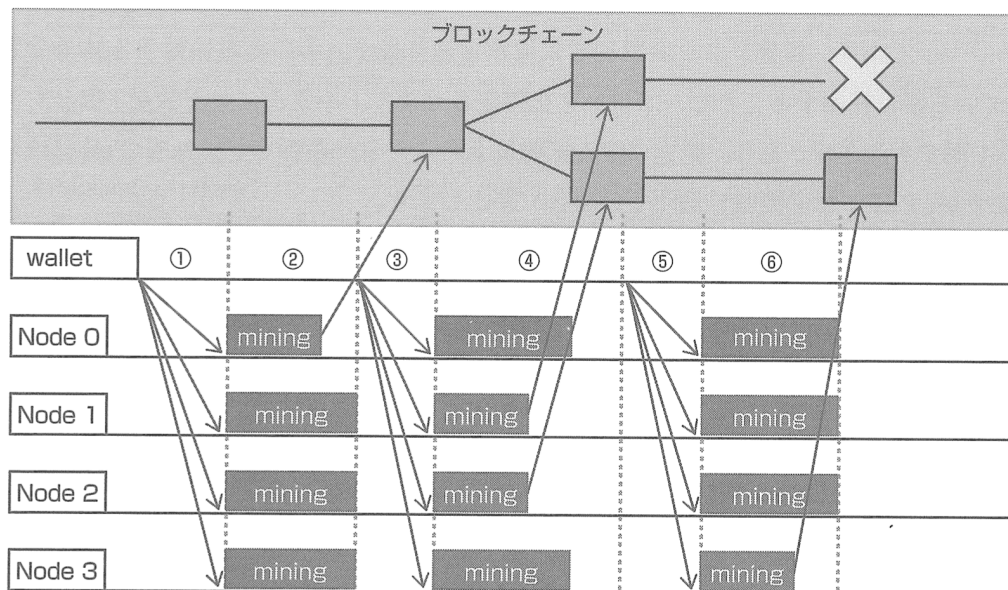 ブロックチェーン
wallet ① ② ③ ④ ⑤ ⑥
Node 0 mining mining mining
Node 1 mining mining mining
Node 2 mining mining mining
Node 3 mining mining mining